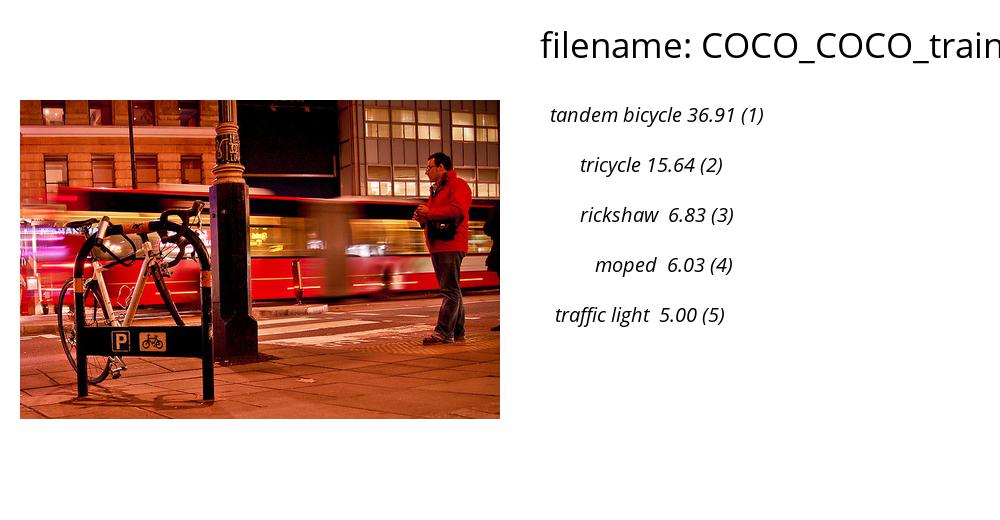 filename: COCO_COCO_train
tandem bicycle 36.91 (1)
tricycle 15.64 (2)
rickshaw 6.83 (3)
moped 6.03 (4)
traffic light 5.00 (5)
P